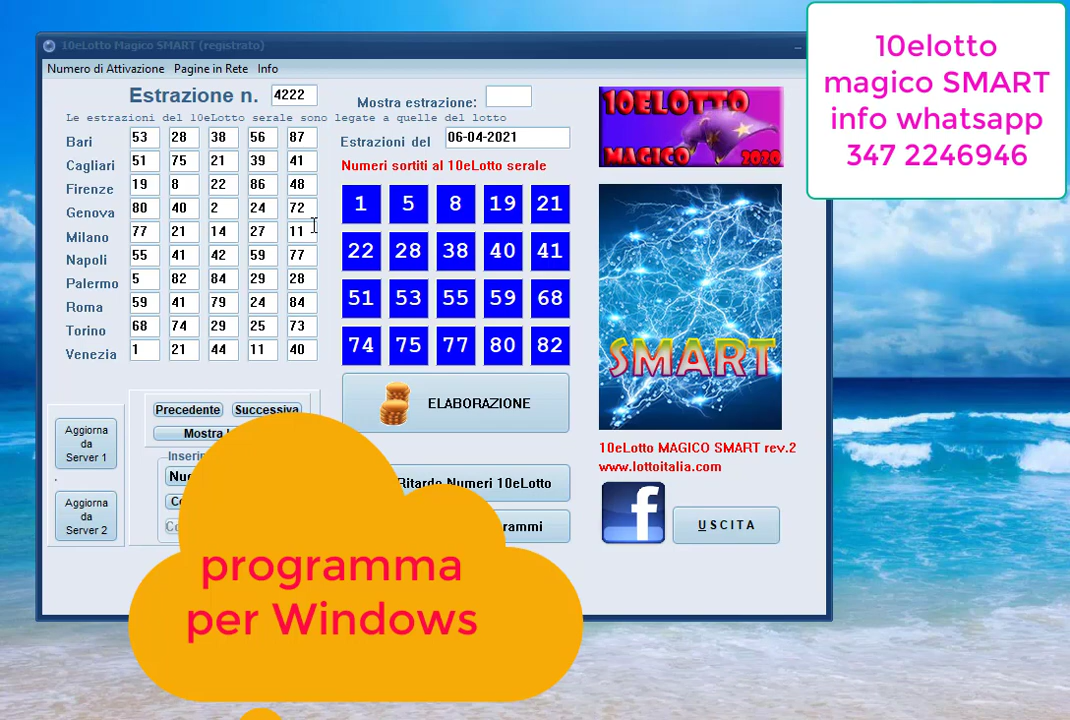 10eLotto Magico SMART (registrato)
10elotto
magico SMART
info whatsapp
347 2246946
Numero di Attivazione Pagine in Rete Info
Estrazione n. 4222
Mostra estrazione:
Le estrazioni del 10eLotto serale sono legate a quelle del lotto
Estrazioni del 06-04-2021
Numeri sortiti al 10eLotto serale
Bari 53 28 38 56 87
Cagliari 51 75 21 39 41
Firenze 19 8 22 86 48
Genova 80 40 2 24 72
Milano 77 21 14 27 11
Napoli 55 41 42 59 77
Palermo 5 82 84 29 28
Roma 59 41 79 24 84
Torino 68 74 29 25 73
Venezia 1 21 44 11 40
1 5 8 19 21
22 28 38 40 41
51 53 55 59 68
74 75 77 80 82
10ELOTTO
MAGICO 2020
SMART
10eLotto MAGICO SMART rev.2
www.lottoitalia.com
f
USCITA
ELABORAZIONE
Ritardo Numeri 10eLotto
Precedente Successiva
Mostra
Aggiorna
da
Server 1
Aggiorna
da
Server 2
programma
per Windows